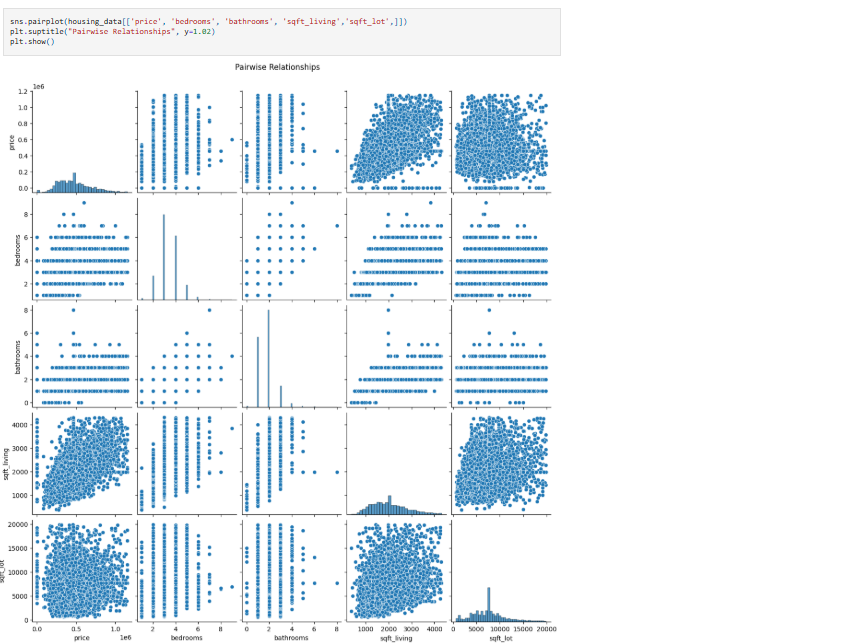 sns.pairplot(housing_data[['price', 'bedrooms', 'bathrooms', 'sqft_living','sqft_lot',]])
plt.suptitle("Pairwise Relationships", y=1.02)
plt.show()
Pairwise Relationships
1e6
1.2
1.0
0.8
0.6
0.4
0.2
0.0
price
8
6
4
2
bedrooms
8
6
4
2
0
bathrooms
4000
3000
2000
1000
sqft_living
20000
15000
10000
5000
0
sqft_lot
0.0 0.5 1.0 2 4 6 8 0 2 4 6 8 1000 2000 3000 4000 0 5000 10000 15000 20000
price 1e6 bedrooms bathrooms sqft_living sqft_lot